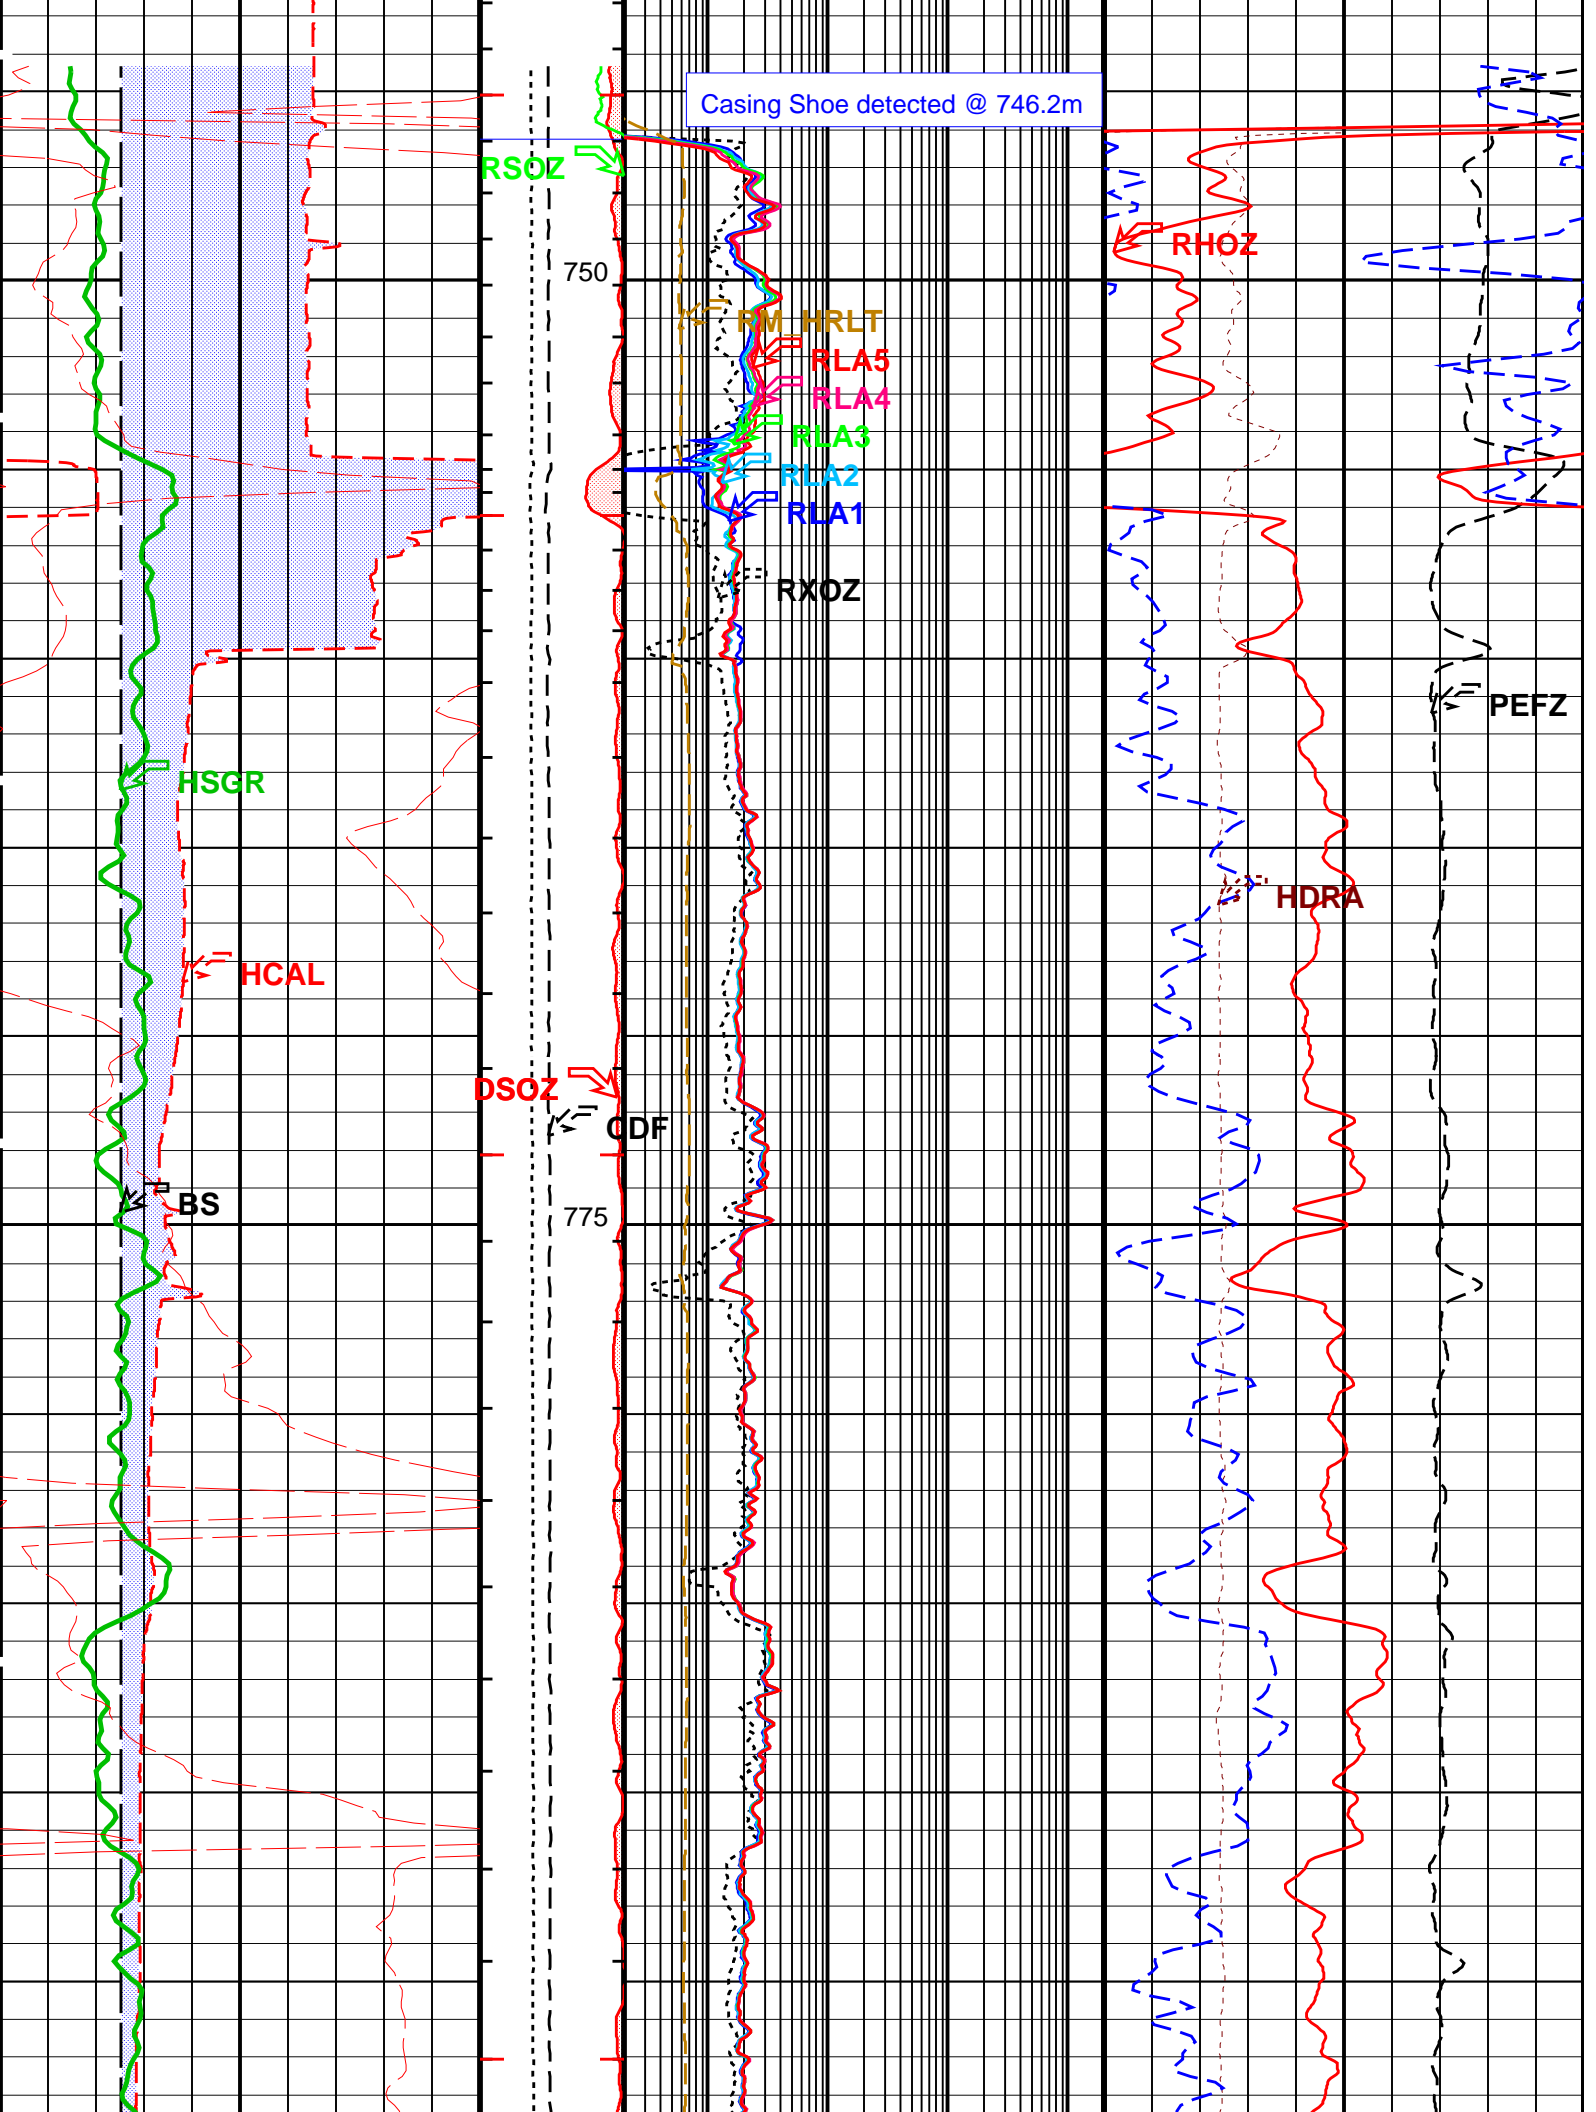 Casing Shoe detected @ 746.2m
RSOZ
RHOZ
750
RM_HRLT
RLA5
RLA4
RLA3
RLA2
RLA1
RXOZ
PEFZ
HSGR
HDRA
HCAL
DSOZ
CDF
BS
775